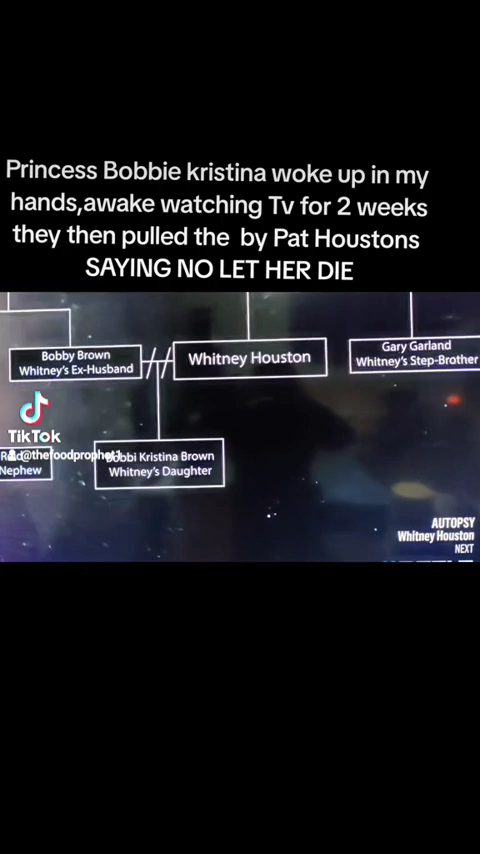 Princess Bobbie kristina woke up in my
hands,awake watching Tv for 2 weeks
they then pulled the by Pat Houstons
SAYING NO LET HER DIE
Bobby Brown
Whitney's Ex-Husband
Whitney Houston
Gary Garland
Whitney's Step-Brother
TikTok
@thefoodprophet1
Nephew
Bobbi Kristina Brown
Whitney's Daughter
AUTOPSY
Whitney Houston
NEXT